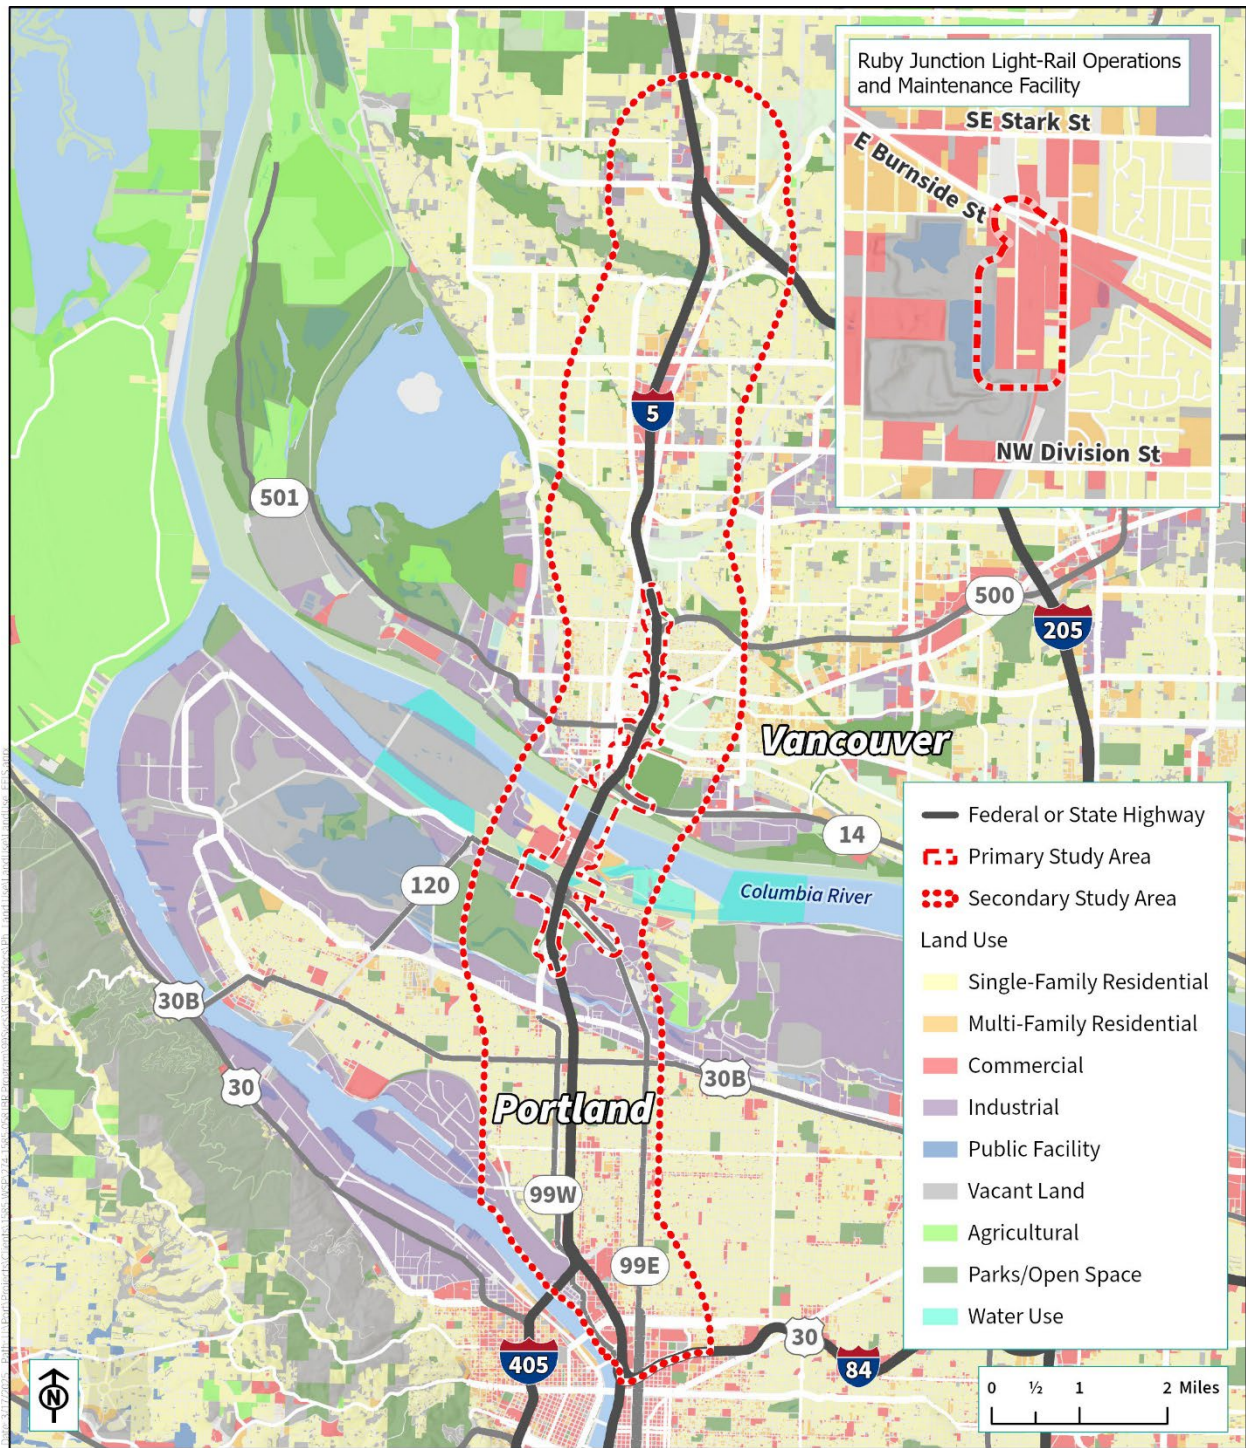 Ruby Junction Light-Rail Operations
and Maintenance Facility
SE Stark St
E Burnside St
NW Division St
5
501
500
205
Vancouver
14
120
Columbia River
30B
30
30B
Portland
99W
99E
405
30
84
Federal or State Highway
Primary Study Area
Secondary Study Area
Land Use
Single-Family Residential
Multi-Family Residential
Commercial
Industrial
Public Facility
Vacant Land
Agricultural
Parks/Open Space
Water Use
0 ½ 1 2 Miles
N